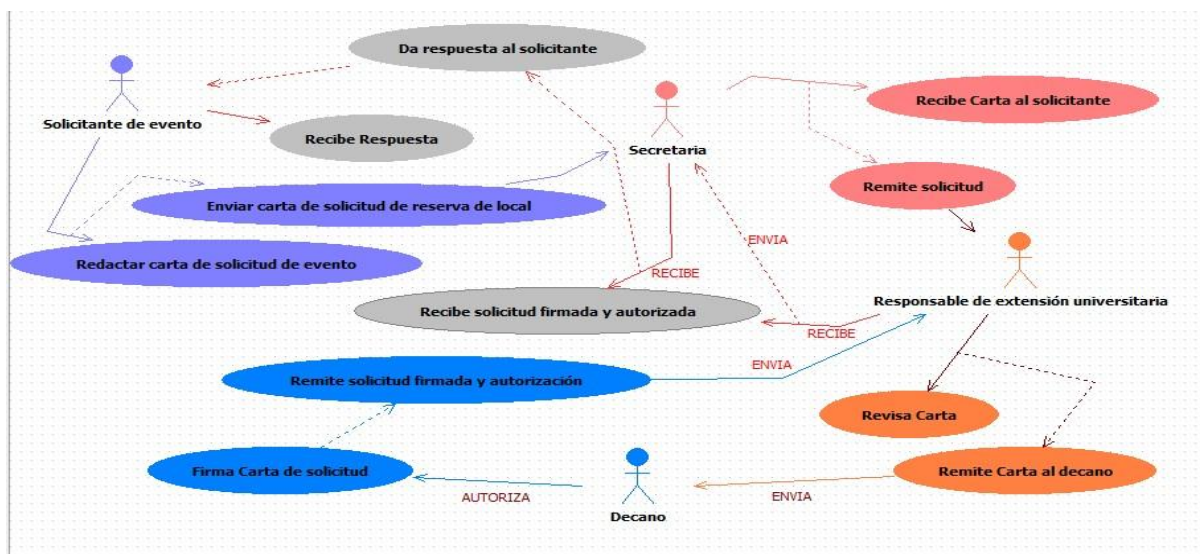 Da respuesta al solicitante
Solicitante de evento
Recibe Respuesta
Secretaria
Recibe Carta al solicitante
Remite solicitud
Enviar carta de solicitud de reserva de local
Redactar carta de solicitud de evento
ENVIA
RECIBE
Responsable de extensión universitaria
Recibe solicitud firmada y autorizada
RECIBE
ENVIA
Remite solicitud firmada y autorización
Revisa Carta
Firma Carta de solicitud
Remite Carta al decano
AUTORIZA
ENVIA
Decano